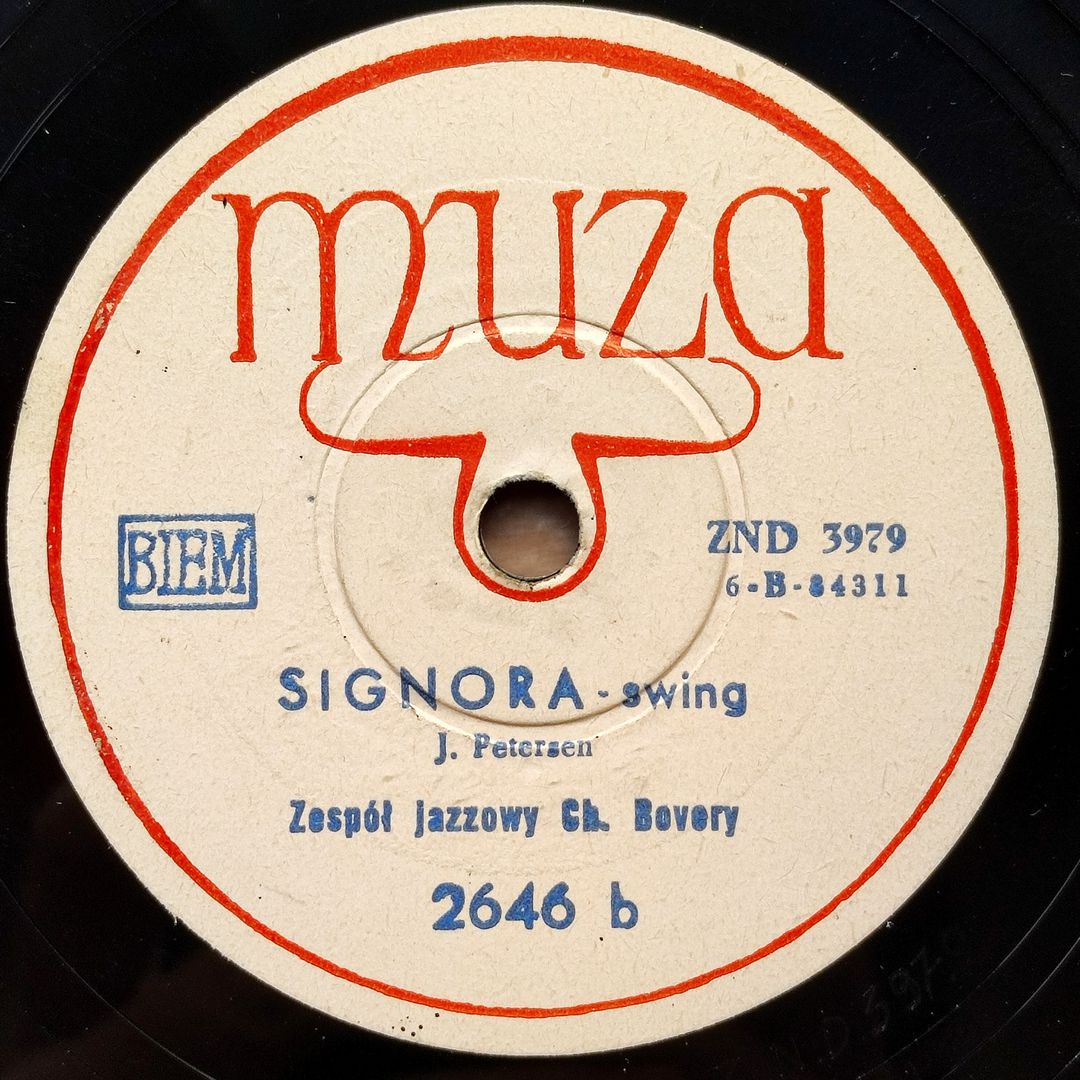 muza
BIEM
ZND 3979
6-B-84311
SIGNORA - swing
J. Petersen
Zespół jazzowy Ch. Bovery
2646 b